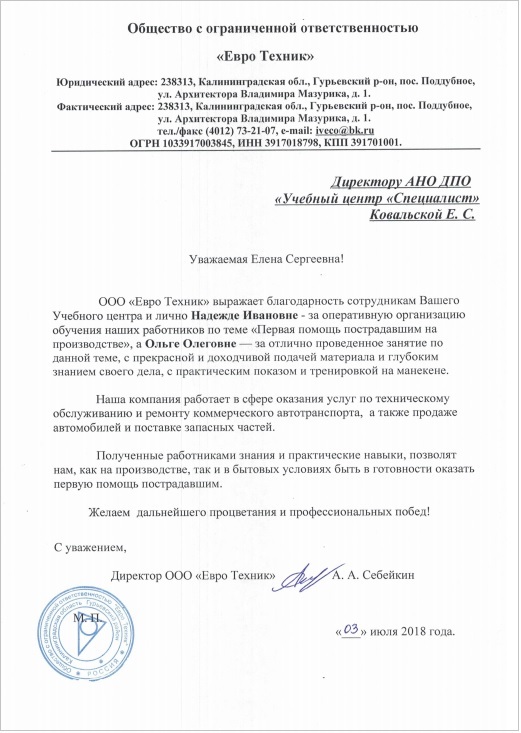 Общество с ограниченной ответственностью
«Евро Техник»
Юридический адрес: 238313, Калининградская обл., Гурьевский р-он, пос. Поддубное,
ул. Архитектора Владимира Мазурика, д. 1.
Фактический адрес: 238313, Калининградская обл., Гурьевский р-он, пос. Поддубное,
ул. Архитектора Владимира Мазурика, д. 1.
тел./факс (4012) 73-21-07, e-mail: iveco@bk.ru
ОГРН 1033917003845, ИНН 3917018798, КПП 391701001.
Директору АНО ДПО
«Учебный центр «Специалист»
Ковальской Е. С.
Уважаемая Елена Сергеевна!
ООО «Евро Техник» выражает благодарность сотрудникам Вашего
Учебного центра и лично Надежде Ивановне - за оперативную организацию
обучения наших работников по теме «Первая помощь пострадавшим на
производстве», а Ольге Олеговне — за отлично проведенное занятие по
данной теме, с прекрасной и доходчивой подачей материала и глубоким
знанием своего дела, с практическим показом и тренировкой на манекене.
Наша компания работает в сфере оказания услуг по техническому
обслуживанию и ремонту коммерческого автотранспорта, а также продаже
автомобилей и поставке запасных частей.
Полученные работниками знания и практические навыки, позволят
нам, как на производстве, так и в бытовых условиях быть в готовности оказать
первую помощь пострадавшим.
Желаем дальнейшего процветания и профессиональных побед!
С уважением,
Директор ООО «Евро Техник» А. А. Себейкин
М. П.
«03» июля 2018 года.
Общество с ограниченной ответственностью "Евро Техник"
Калининградская область Гурьевский район
РОССИЯ